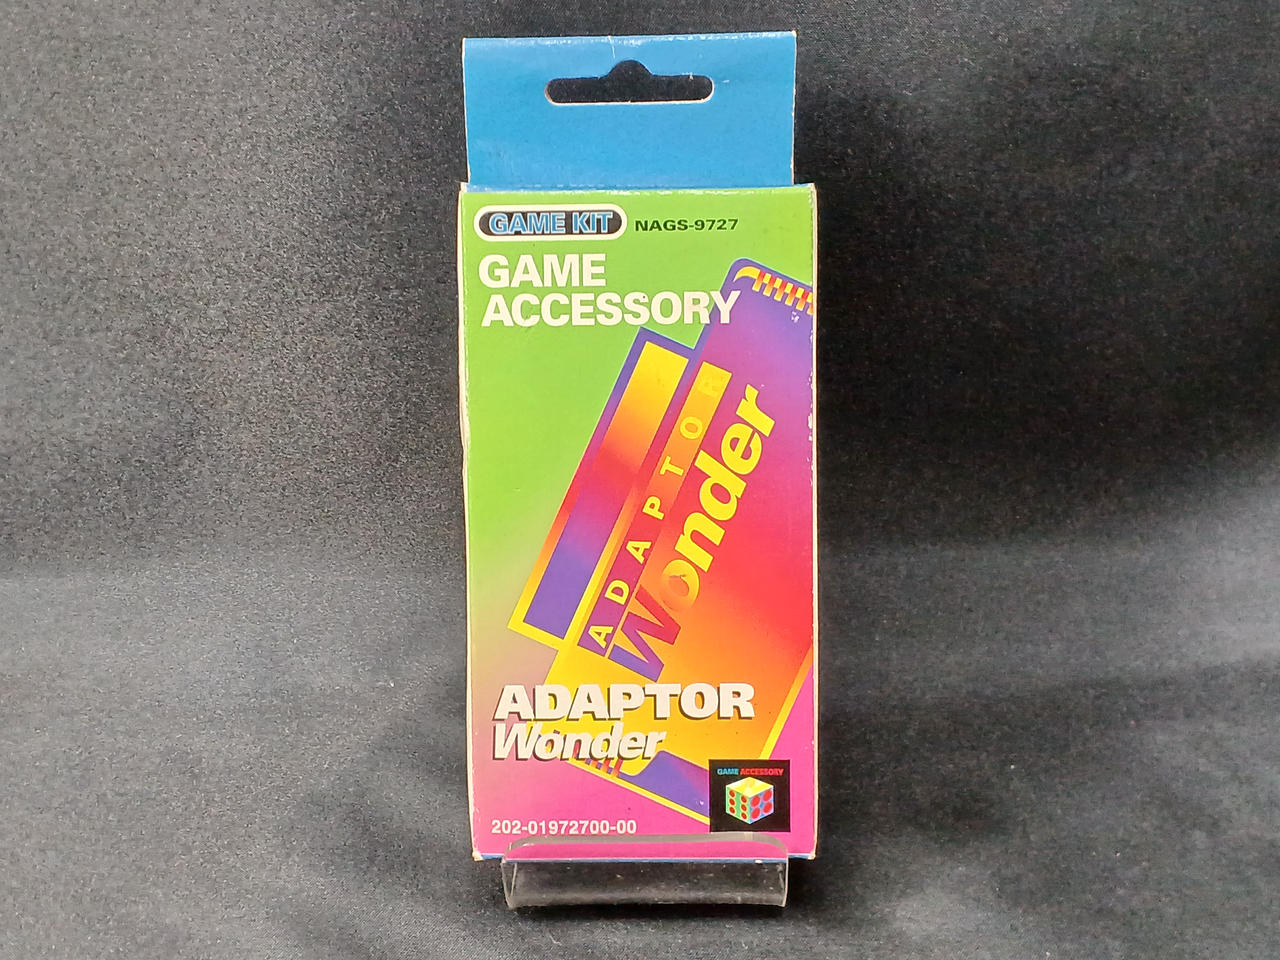 GAME KIT NAGS-9727
GAME
ACCESSORY
ADAPTOR
Wonder
ADAPTOR
Wonder
GAME ACCESSORY
202-01972700-00